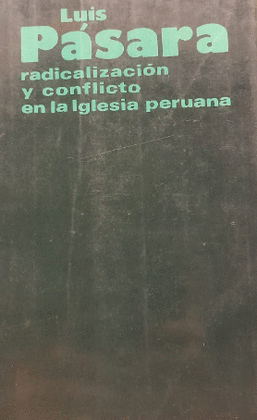 Luis
Pásara
radicalización
y conflicto
en la Iglesia peruana